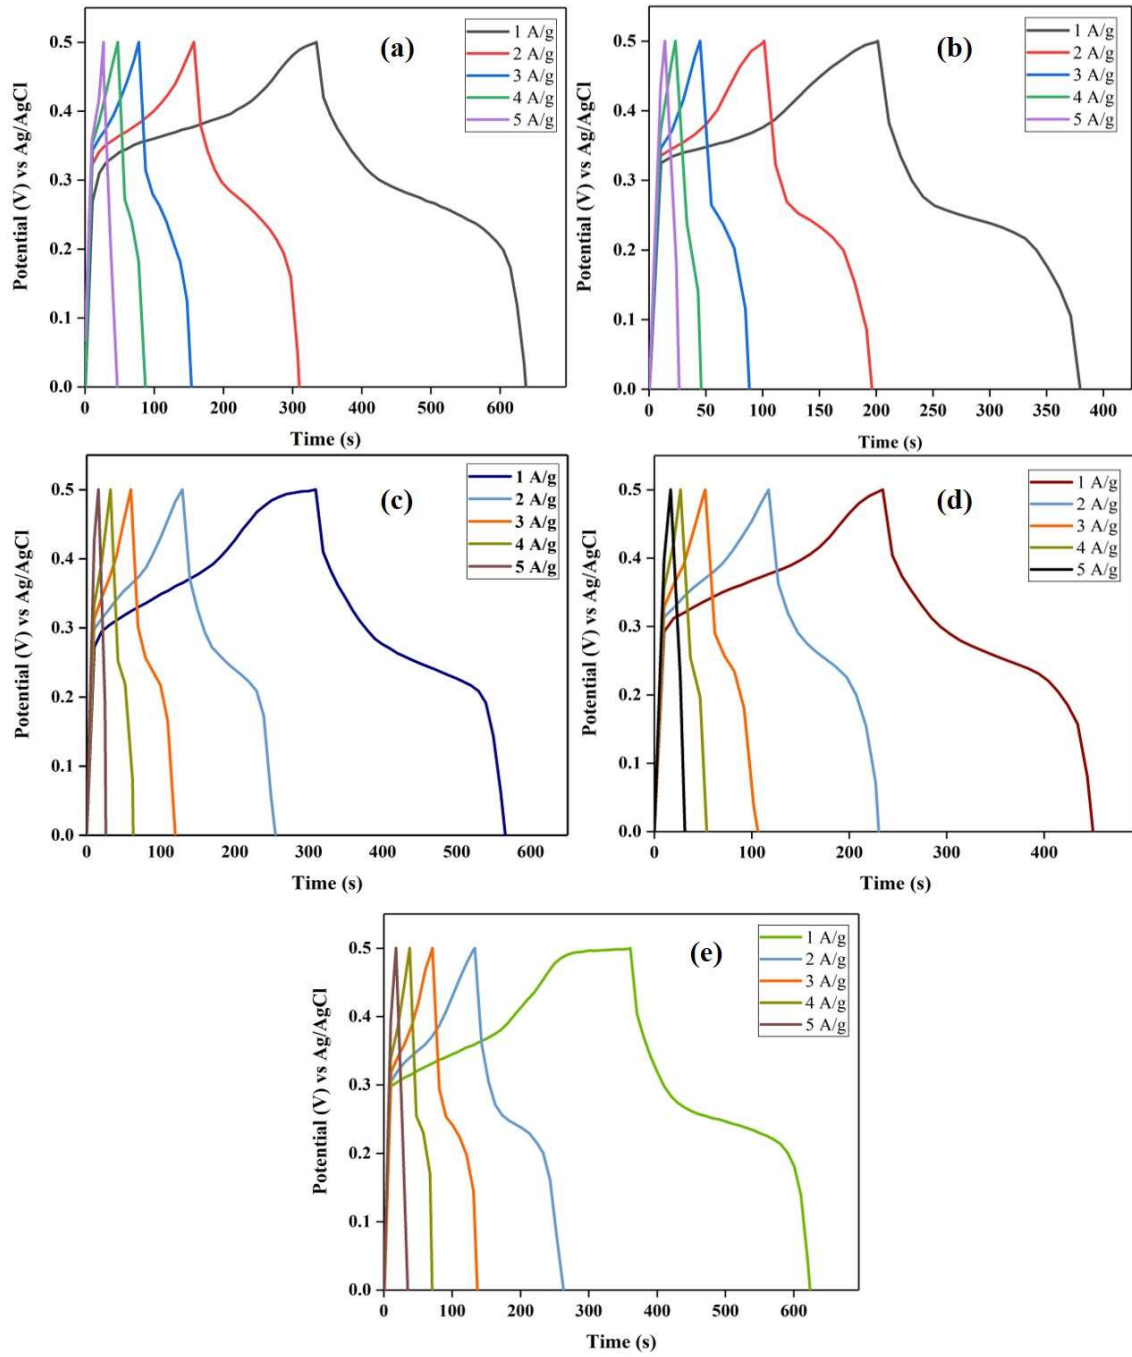 (a)
1 A/g
2 A/g
3 A/g
4 A/g
5 A/g
Potential (V) vs Ag/AgCl
0.5
0.4
0.3
0.2
0.1
0.0
0 100 200 300 400 500 600
Time (s)
(b)
1 A/g
2 A/g
3 A/g
4 A/g
5 A/g
Potential (V) vs Ag/AgCl
0.5
0.4
0.3
0.2
0.1
0.0
0 50 100 150 200 250 300 350 400
Time (s)
(c)
1 A/g
2 A/g
3 A/g
4 A/g
5 A/g
Potential (V) vs Ag/AgCl
0.5
0.4
0.3
0.2
0.1
0.0
0 100 200 300 400 500 600
Time (s)
(d)
1 A/g
2 A/g
3 A/g
4 A/g
5 A/g
Potential (V) vs Ag/AgCl
0.5
0.4
0.3
0.2
0.1
0.0
0 100 200 300 400
Time (s)
(e)
1 A/g
2 A/g
3 A/g
4 A/g
5 A/g
Potential (V) vs Ag/AgCl
0.5
0.4
0.3
0.2
0.1
0.0
0 100 200 300 400 500 600
Time (s)